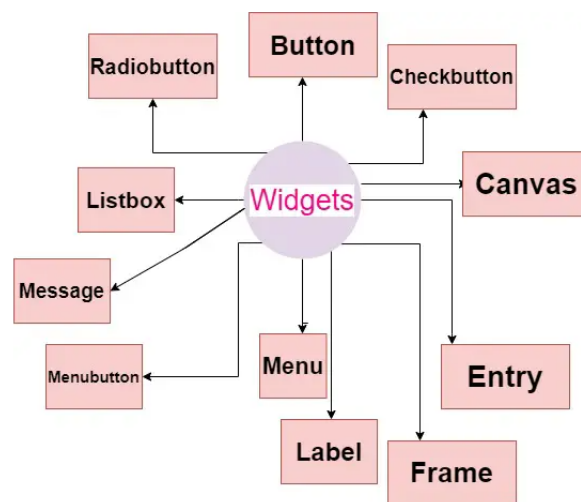 Button
Radiobutton
Checkbutton
Widgets
Canvas
Listbox
Message
Menu
Menubutton
Entry
Label
Frame